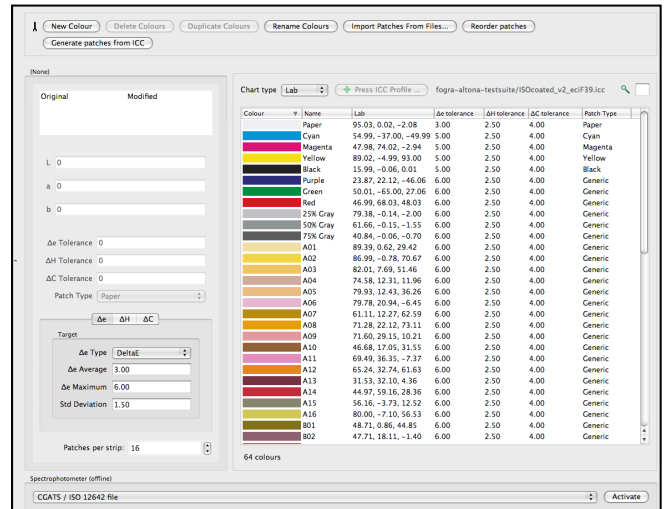 New Colour Delete Colours Duplicate Colours Rename Colours Import Patches From Files... Reorder patches
Generate patches from ICC
(None)
Original Modified
L 0
a 0
b 0
Δe Tolerance 0
ΔH Tolerance 0
ΔC Tolerance 0
Patch Type Paper
Δe ΔH ΔC
Target
Δe Type DeltaE
Δe Average 3.00
Δe Maximum 6.00
Std Deviation 1.50
Patches per strip: 16
Chart type Lab Press ICC Profile ... fogra-altona-testsuite/ISOcoated_v2_eciF39.icc
Colour Name Lab Δe tolerance ΔH tolerance ΔC tolerance Patch Type
Paper 95.03, 0.02, -2.08 3.00 2.50 4.00 Paper
Cyan 54.99, -37.00, -49.99 5.00 2.50 4.00 Cyan
Magenta 47.98, 74.02, -2.94 5.00 2.50 4.00 Magenta
Yellow 89.02, -4.99, 93.00 5.00 2.50 4.00 Yellow
Black 15.99, -0.06, 0.01 5.00 2.50 4.00 Black
Purple 23.87, 22.12, -46.06 6.00 2.50 4.00 Generic
Green 50.01, -65.00, 27.06 6.00 2.50 4.00 Generic
Red 46.99, 68.03, 48.03 6.00 2.50 4.00 Generic
25% Gray 79.38, -0.14, -2.00 6.00 2.50 4.00 Generic
50% Gray 61.66, -0.15, -1.55 6.00 2.50 4.00 Generic
75% Gray 40.84, -0.06, -0.70 6.00 2.50 4.00 Generic
A01 89.39, 0.62, 29.42 6.00 2.50 4.00 Generic
A02 86.99, -0.78, 70.67 6.00 2.50 4.00 Generic
A03 82.01, 7.69, 51.46 6.00 2.50 4.00 Generic
A04 74.58, 12.31, 11.96 6.00 2.50 4.00 Generic
A05 79.93, 12.43, 36.26 6.00 2.50 4.00 Generic
A06 79.78, 20.94, -6.45 6.00 2.50 4.00 Generic
A07 61.11, 12.27, 62.59 6.00 2.50 4.00 Generic
A08 71.28, 22.12, 73.11 6.00 2.50 4.00 Generic
A09 71.60, 29.15, 10.21 6.00 2.50 4.00 Generic
A10 46.68, 17.05, 31.55 6.00 2.50 4.00 Generic
A11 69.49, 36.35, -7.37 6.00 2.50 4.00 Generic
A12 65.24, 32.74, 61.63 6.00 2.50 4.00 Generic
A13 31.53, 32.10, 4.36 6.00 2.50 4.00 Generic
A14 44.97, 59.16, 28.36 6.00 2.50 4.00 Generic
A15 56.16, -3.73, 12.52 6.00 2.50 4.00 Generic
A16 80.00, -7.10, 56.53 6.00 2.50 4.00 Generic
B01 48.71, 0.86, 44.85 6.00 2.50 4.00 Generic
B02 47.71, 18.11, -1.40 6.00 2.50 4.00 Generic
64 colours
Spectrophotometer (offline)
CGATS / ISO 12642 file Activate